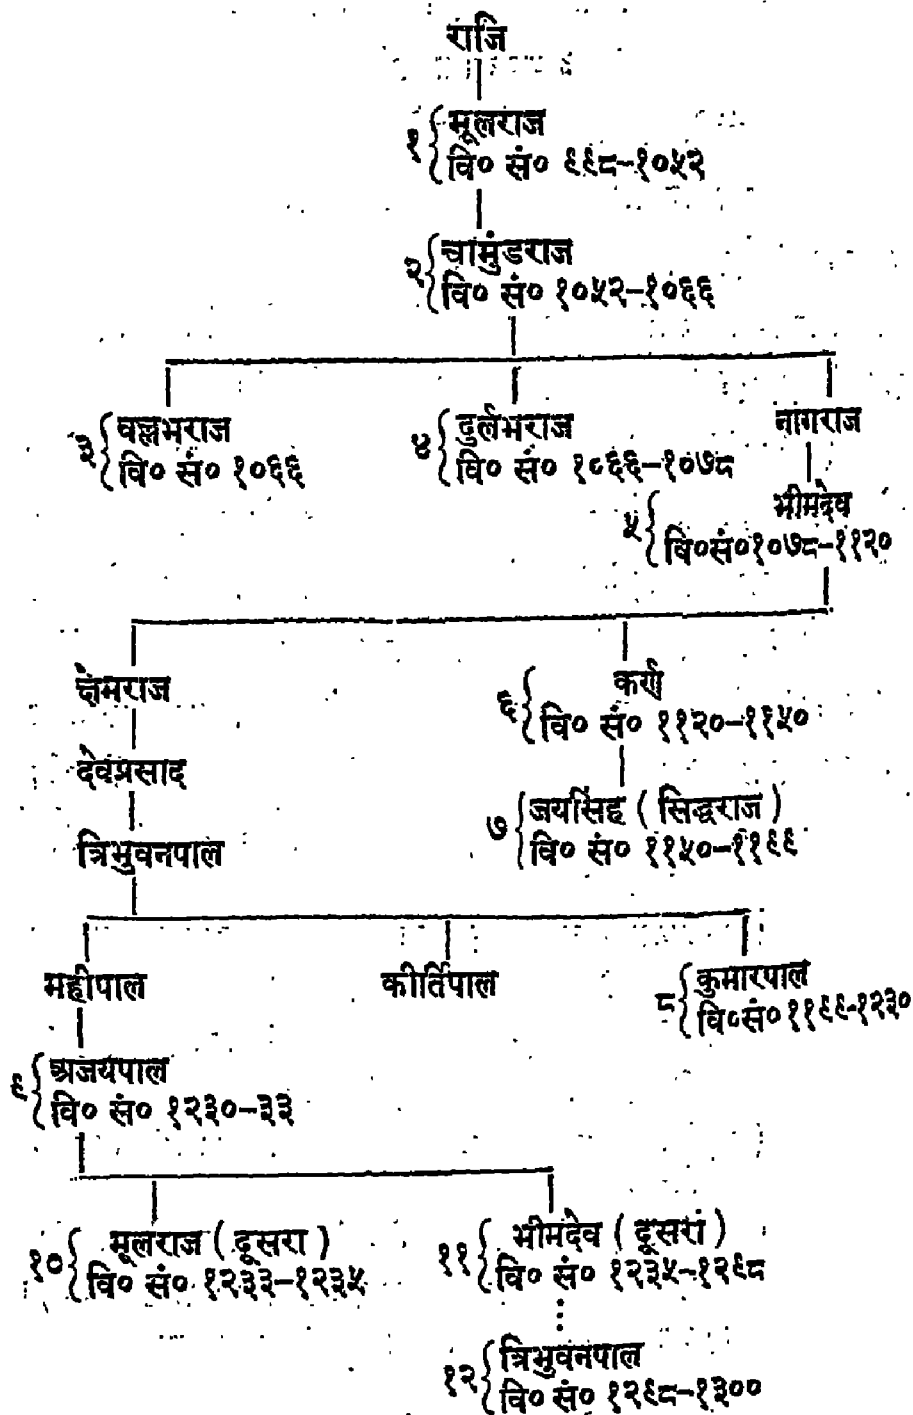 राजि
१ मूलराज
वि० सं० ९९८-१०५२
२ चामुंडराज
वि० सं० १०५२-१०६६
३ वल्लभराज
वि० सं० १०६६
४ दुर्लभराज
वि० सं० १०६६-१०७८
नागराज
५ भीमदेव
वि०सं०१०७८-११२०
क्षेमराज
६ कर्ण
वि० सं० ११२०-११५०
देवप्रसाद
७ जयसिंह ( सिद्धराज )
वि० सं० ११५०-११९९
त्रिभुवनपाल
महीपाल
कीर्तिपाल
८ कुमारपाल
वि०सं०११९९-१२३०
९ अजयपाल
वि० सं० १२३०-३३
१० मूलराज ( दूसरा )
वि० सं० १२३३-१२३५
११ भीमदेव ( दूसरा )
वि० सं० १२३५-१२९८
१२ त्रिभुवनपाल
वि० सं० १२९८-१३००